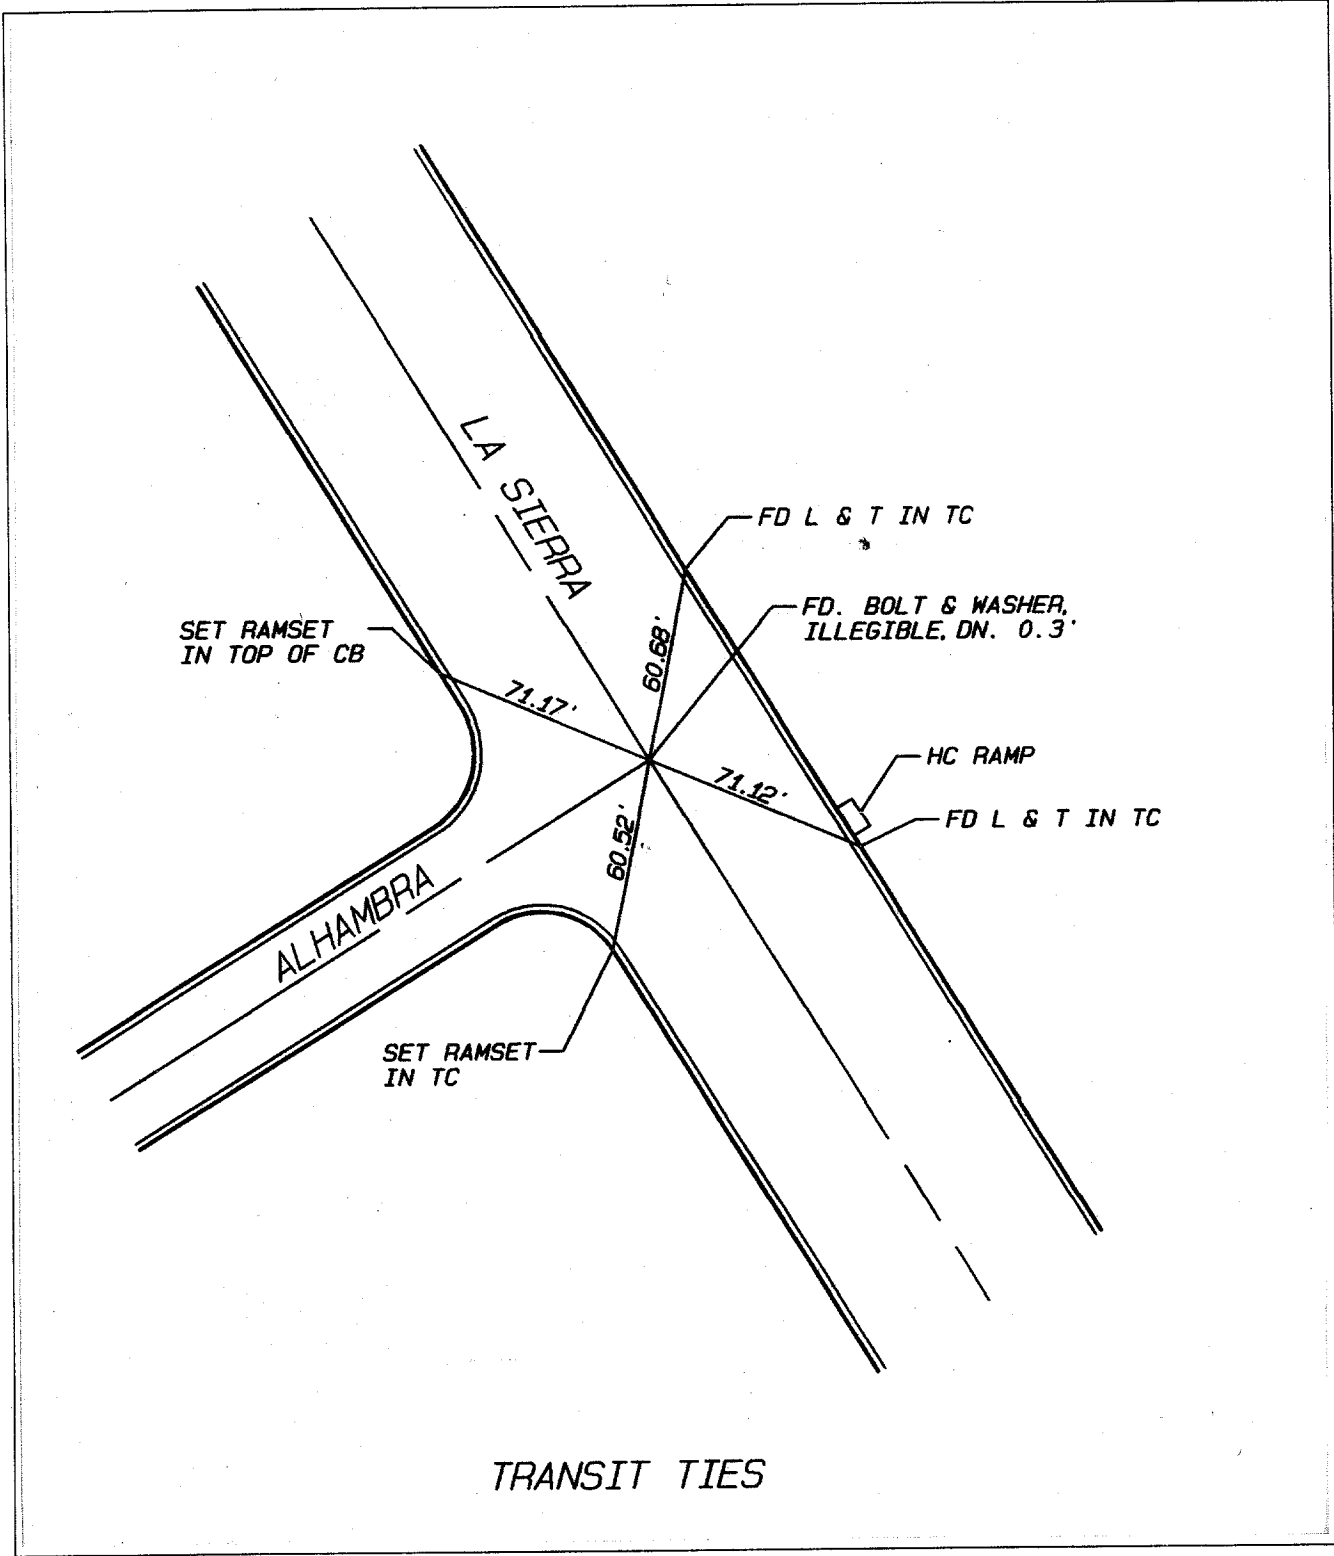 LA SIERRA
FD L & T IN TC
FD. BOLT & WASHER,
ILLEGIBLE, DN. 0.3'
SET RAMSET
IN TOP OF CB
60.68'
71.17'
HC RAMP
71.12'
FD L & T IN TC
60.52'
ALHAMBRA
SET RAMSET
IN TC
TRANSIT TIES